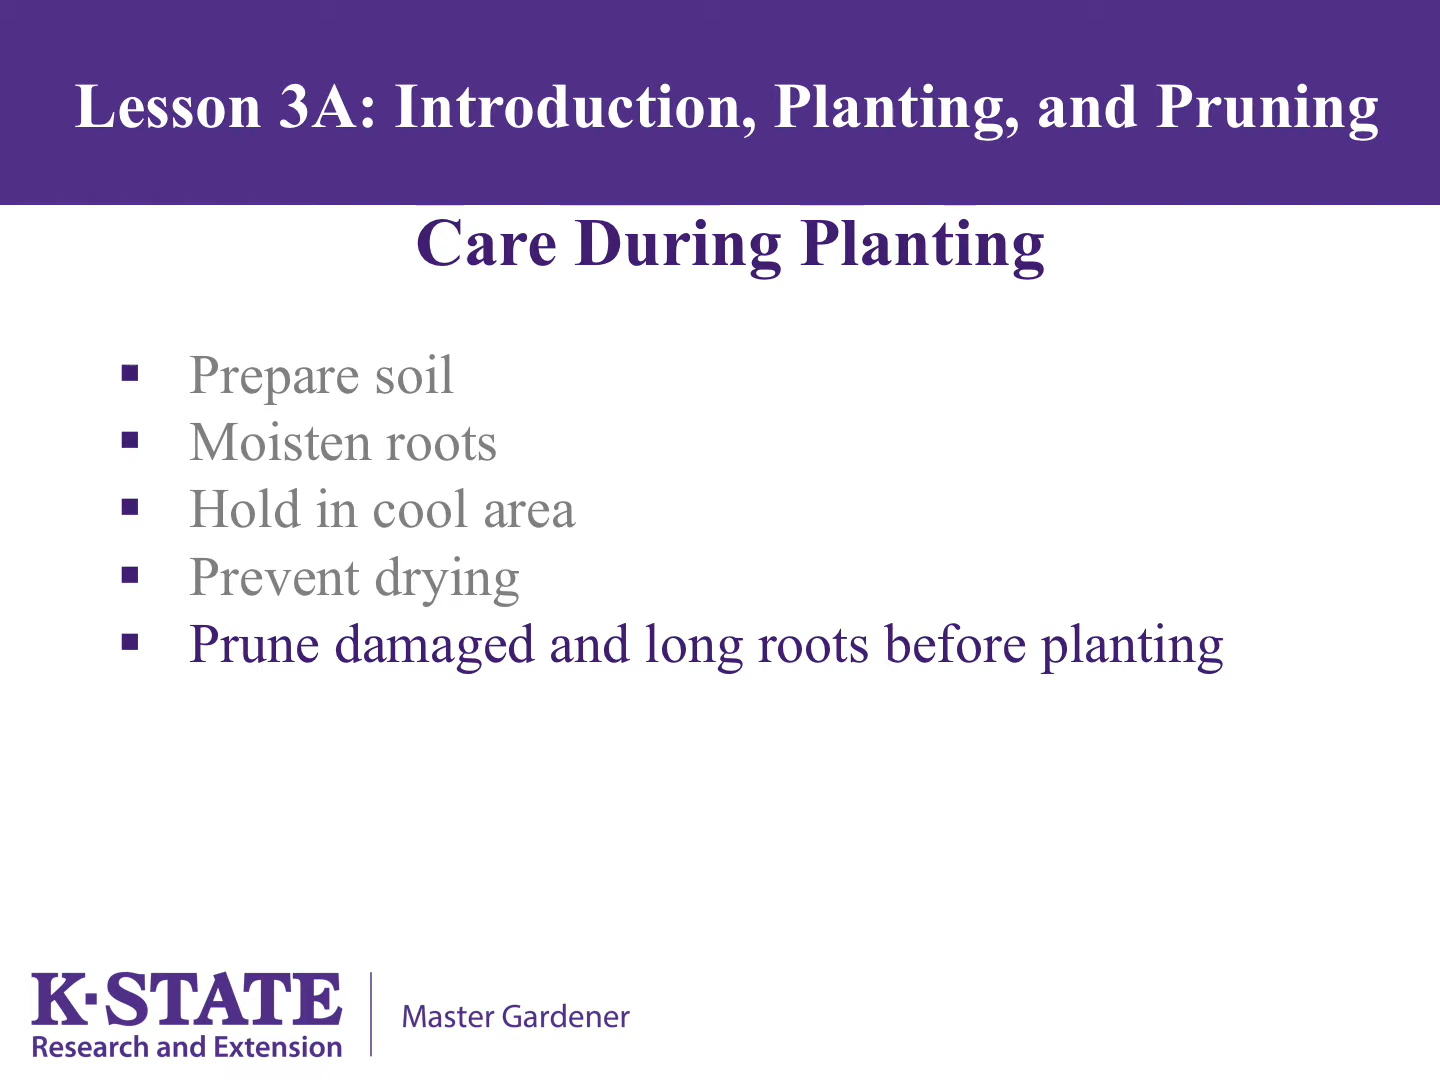 Lesson 3A: Introduction, Planting, and Pruning
Care During Planting
▪ Prepare soil
▪ Moisten roots
▪ Hold in cool area
▪ Prevent drying
▪ Prune damaged and long roots before planting
K·STATE
Research and Extension
Master Gardener